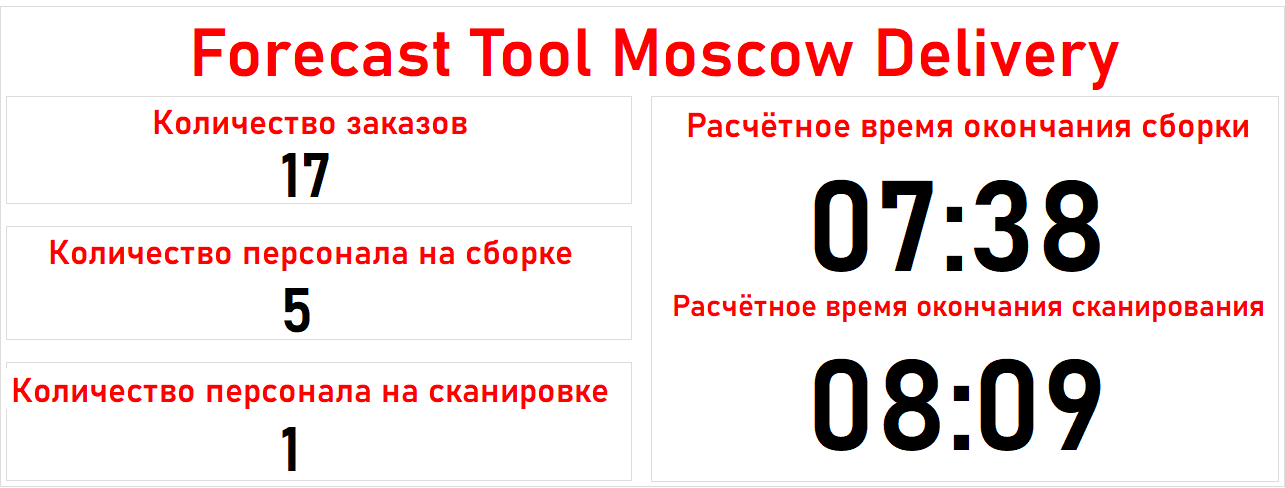 Forecast Tool Moscow Delivery
Количество заказов
17
Количество персонала на сборке
5
Количество персонала на сканировке
1
Расчётное время окончания сборки
07:38
Расчётное время окончания сканирования
08:09